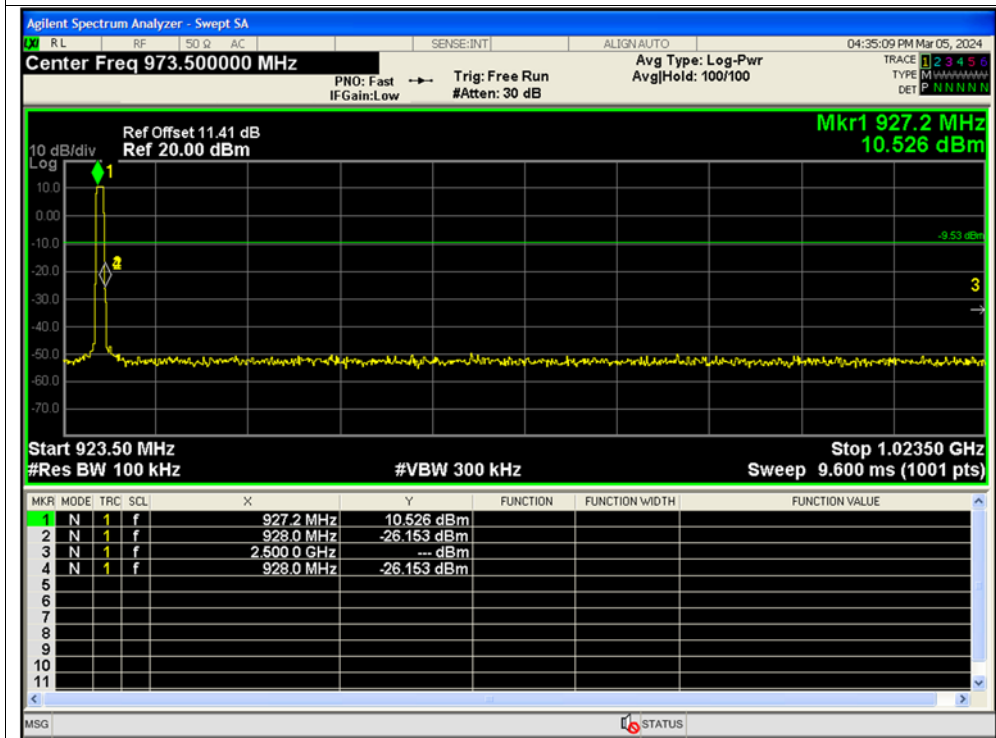 Agilent Spectrum Analyzer - Swept SA
LXI RL RF 50 Ω AC SENSE:INT ALIGNAUTO 04:35:09 PM Mar 05, 2024
Center Freq 973.500000 MHz
PNO: Fast
IFGain:Low
Trig: Free Run
#Atten: 30 dB
Avg Type: Log-Pwr
Avg|Hold: 100/100
TRACE 1 2 3 4 5 6
TYPE M WWWWW
DET P N N N N N
Mkr1 927.2 MHz
10.526 dBm
Ref Offset 11.41 dB
10 dB/div Ref 20.00 dBm
Log
1
10.0
0.00
-10.0
-9.53 dBm
-20.0
2
3
-30.0
-40.0
-50.0
-60.0
-70.0
Start 923.50 MHz Stop 1.02350 GHz
#Res BW 100 kHz #VBW 300 kHz Sweep 9.600 ms (1001 pts)
MKR MODE TRC SCL X Y FUNCTION FUNCTION WIDTH FUNCTION VALUE
1 N 1 f 927.2 MHz 10.526 dBm
2 N 1 f 928.0 MHz -26.153 dBm
3 N 1 f 2.500 0 GHz --- dBm
4 N 1 f 928.0 MHz -26.153 dBm
5
6
7
8
9
10
11
MSG STATUS